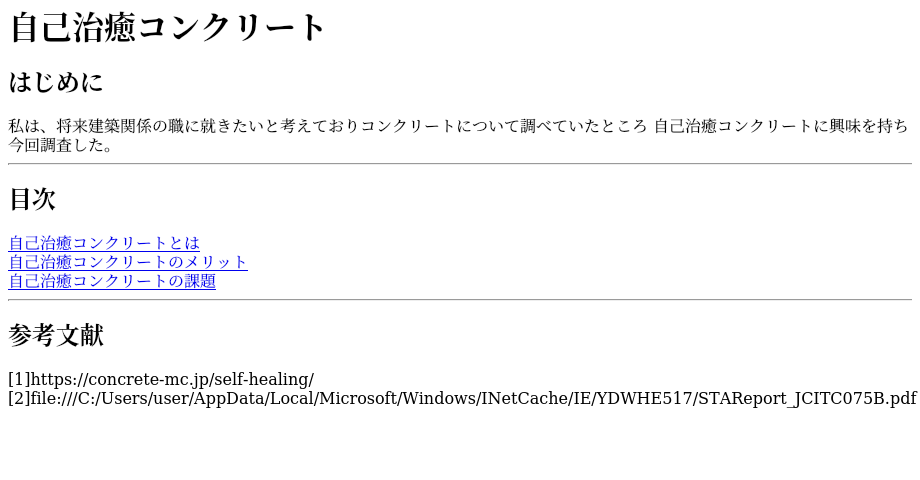 自己治癒コンクリート
はじめに
私は、将来建築関係の職に就きたいと考えておりコンクリートについて調べていたところ 自己治癒コンクリートに興味を持ち
今回調査した。
目次
自己治癒コンクリートとは
自己治癒コンクリートのメリット
自己治癒コンクリートの課題
参考文献
[1]https://concrete-mc.jp/self-healing/
[2]file:///C:/Users/user/AppData/Local/Microsoft/Windows/INetCache/IE/YDWHE517/STAReport_JCITC075B.pdf